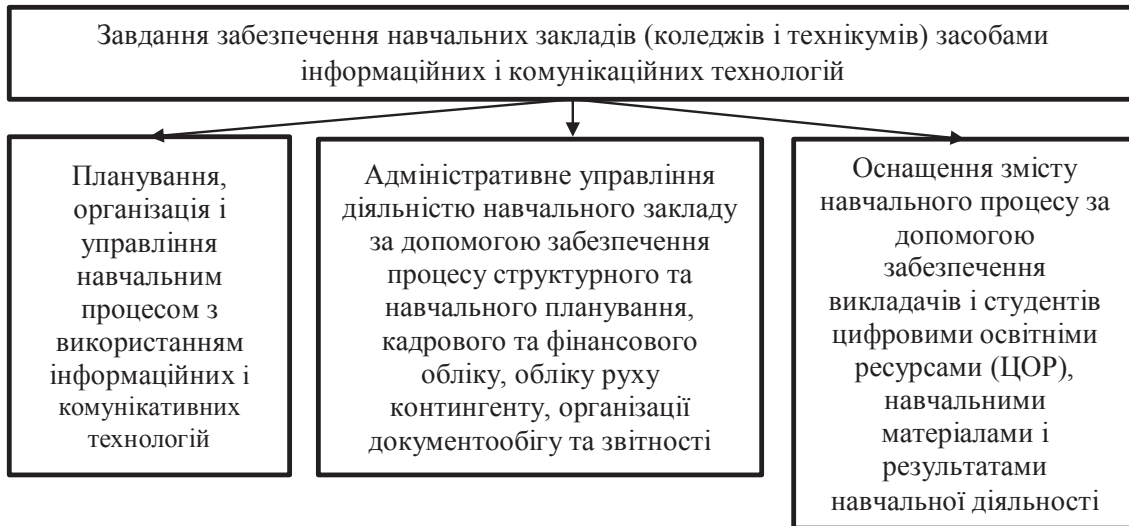 Завдання забезпечення навчальних закладів (коледжів і технікумів) засобами
інформаційних і комунікаційних технологій
Планування,
організація і
управління
навчальним
процесом з
використанням
інформаційних і
комунікативних
технологій
Адміністративне управління
діяльністю навчального закладу
за допомогою забезпечення
процесу структурного та
навчального планування,
кадрового та фінансового
обліку, обліку руху
контингенту, організації
документообігу та звітності
Оснащення змісту
навчального процесу за
допомогою
забезпечення
викладачів і студентів
цифровими освітніми
ресурсами (ЦОР),
навчальними
матеріалами і
результатами
навчальної діяльності